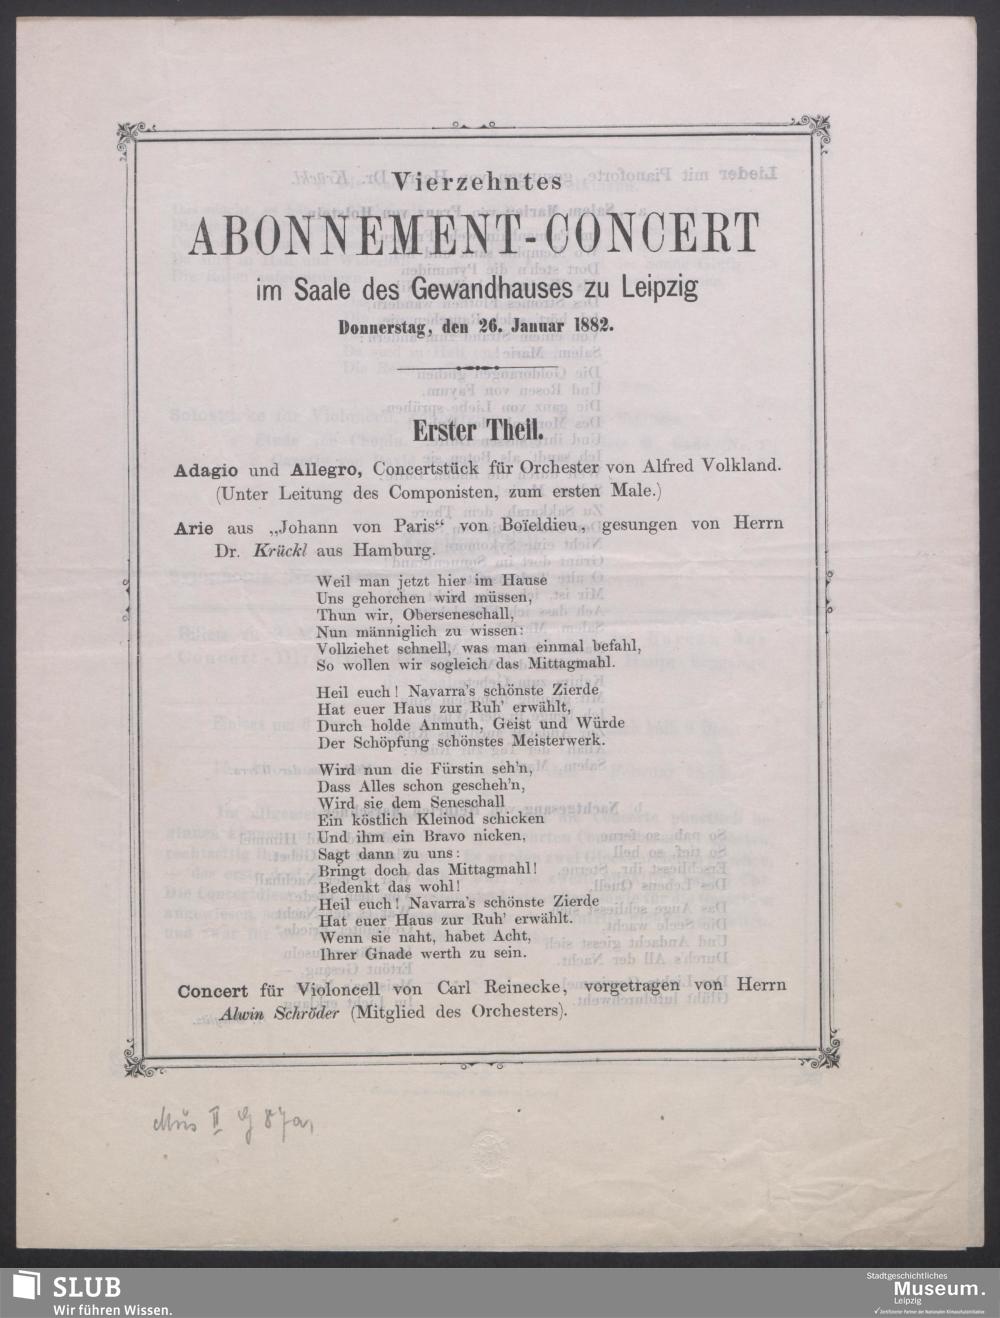 Vierzehntes
ABONNEMENT-CONCERT
im Saale des Gewandhauses zu Leipzig
Donnerstag, den 26. Januar 1882.
Erster Theil.
Adagio und Allegro, Concertstück für Orchester von Alfred Volkland.
(Unter Leitung des Componisten, zum ersten Male.)
Arie aus „Johann von Paris“ von Boïeldieu, gesungen von Herrn
Dr. Krückl aus Hamburg.
Weil man jetzt hier im Hause
Uns gehorchen wird müssen,
Thun wir, Oberseneschall,
Nun männiglich zu wissen:
Vollziehet schnell, was man einmal befahl,
So wollen wir sogleich das Mittagmahl.
Heil euch! Navarra's schönste Zierde
Hat euer Haus zur Ruh' erwählt,
Durch holde Anmuth, Geist und Würde
Der Schöpfung schönstes Meisterwerk.
Wird nun die Fürstin seh'n,
Dass Alles schon gescheh'n,
Wird sie dem Seneschall
Ein köstlich Kleinod schicken
Und ihm ein Bravo nicken,
Sagt dann zu uns:
Bringt doch das Mittagmahl!
Bedenkt das wohl!
Heil euch! Navarra's schönste Zierde
Hat euer Haus zur Ruh' erwählt.
Wenn sie naht, habet Acht,
Ihrer Gnade werth zu sein.
Concert für Violoncell von Carl Reinecke, vorgetragen von Herrn
Alwin Schröder (Mitglied des Orchesters).
Mus II
SLUB
Wir führen Wissen.
Stadtgeschichtliches
Museum.
Leipzig
Zertifizierter Partner der Nationalen Klimaschutzinitiative